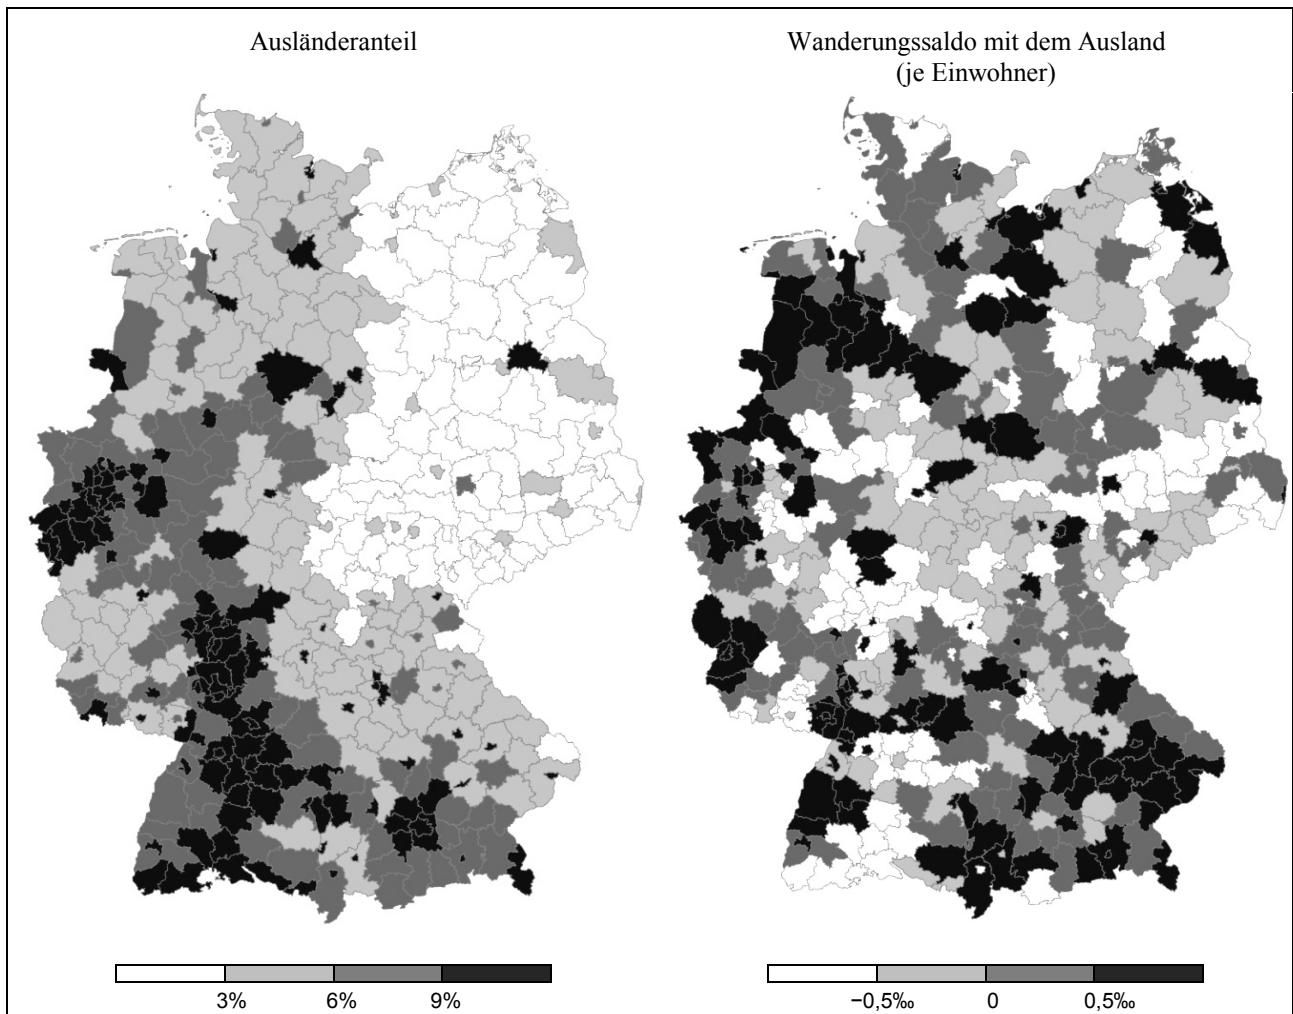 Ausländeranteil
Wanderungssaldo mit dem Ausland
(je Einwohner)
3% 6% 9%
−0,5‰ 0 0,5‰